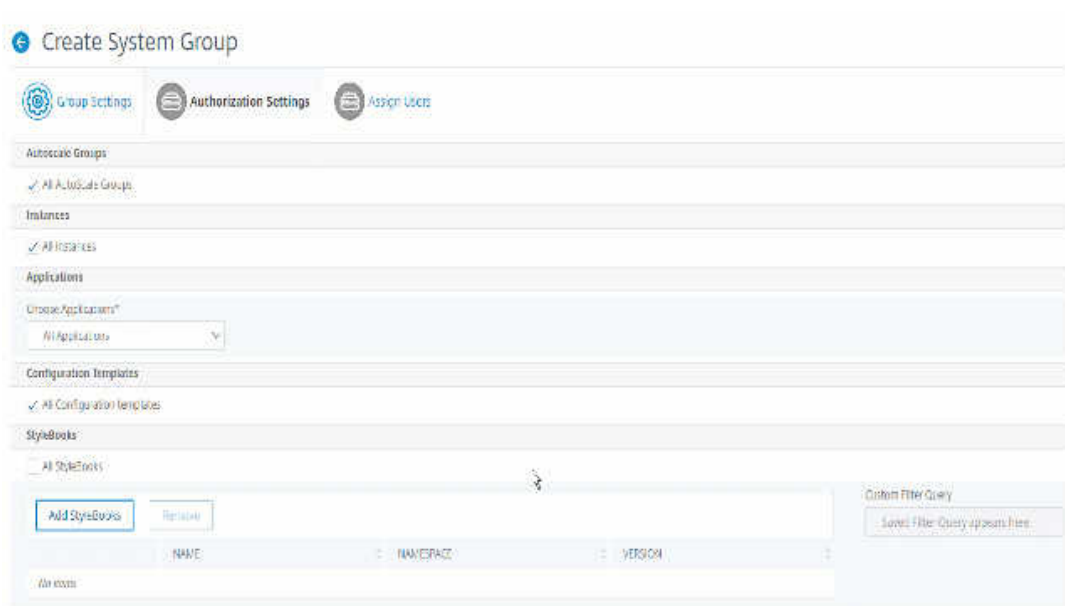 Create System Group
Group Settings Authorization Settings Assign Users
Autoscale Groups
All AutoScale Groups
Instances
All Instances
Applications
Choose Applications*
All Applications
Configuration Templates
All Configuration templates
StyleBooks
All StyleBooks
Custom Filter Query
Add StyleBooks Remove Saved Filter Query appears here
NAME NAMESPACE VERSION
No items